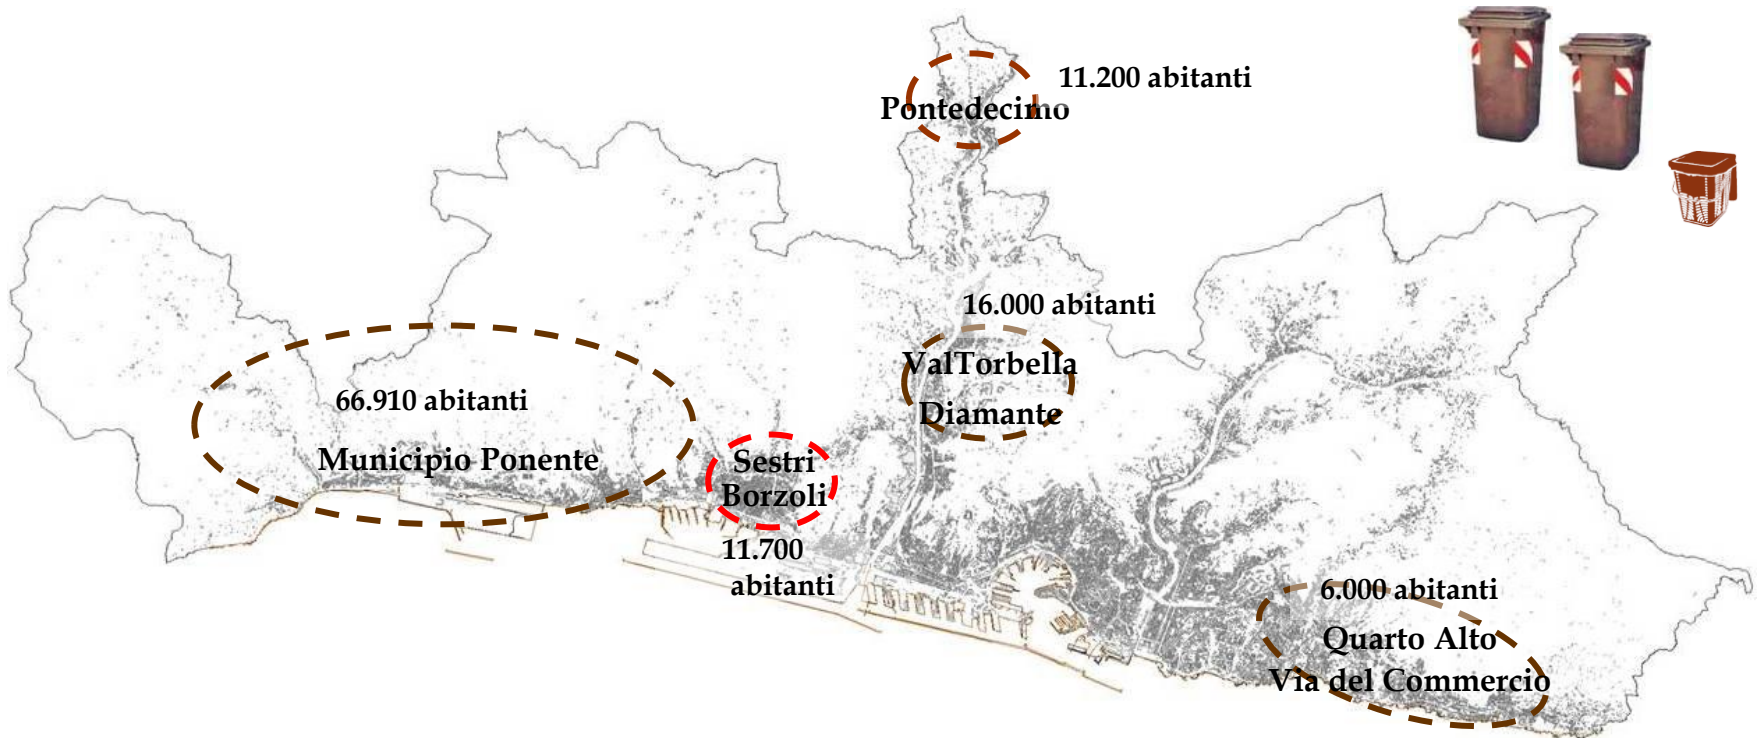 11.200 abitanti
Pontedecimo
16.000 abitanti
ValTorbella
Diamante
66.910 abitanti
Municipio Ponente
Sestri
Borzoli
11.700
abitanti
6.000 abitanti
Quarto Alto
Via del Commercio